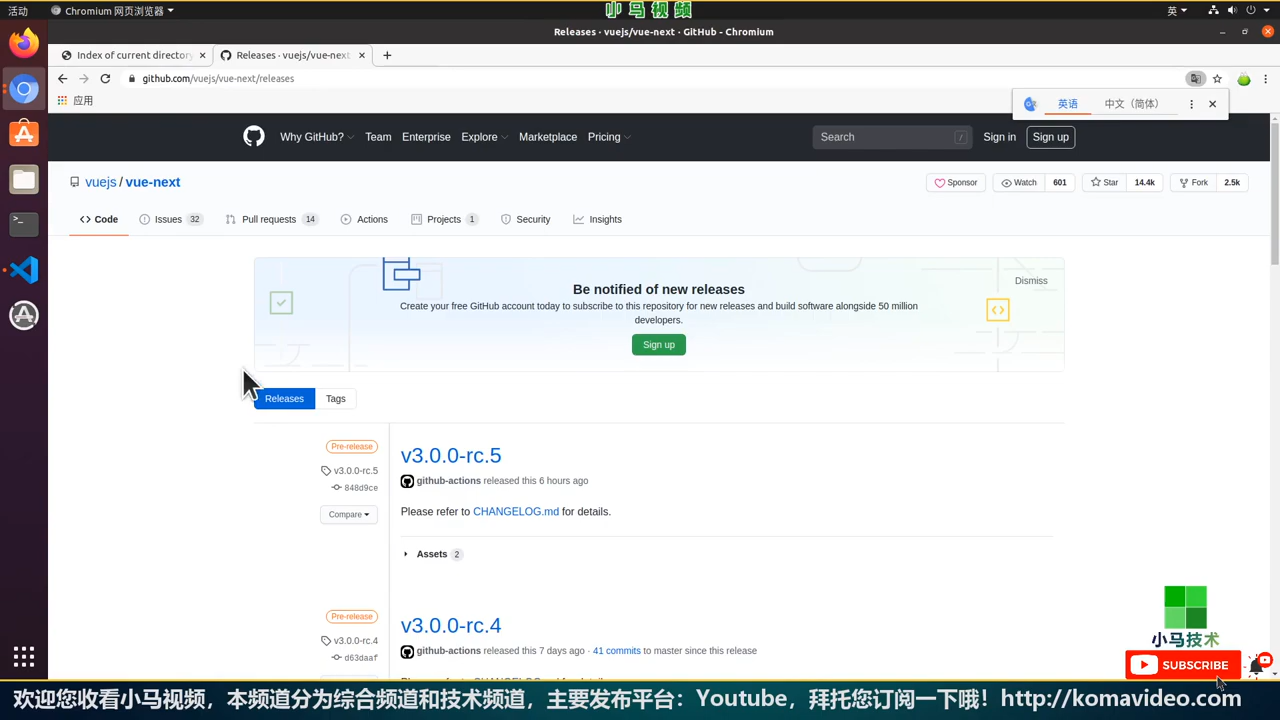 活动
Chromium 网页浏览器
小马视频
英
Releases · vuejs/vue-next · GitHub - Chromium
Index of current directory
Releases · vuejs/vue-next
github.com/vuejs/vue-next/releases
应用
英语
中文（简体）
Why GitHub?
Team
Enterprise
Explore
Marketplace
Pricing
Search
/
Sign in
Sign up
vuejs / vue-next
Sponsor
Watch 601
Star 14.4k
Fork 2.5k
Code
Issues 32
Pull requests 14
Actions
Projects 1
Security
Insights
Be notified of new releases
Dismiss
Create your free GitHub account today to subscribe to this repository for new releases and build software alongside 50 million
developers.
Sign up
Releases
Tags
Pre-release
v3.0.0-rc.5
848d9ce
Compare
v3.0.0-rc.5
github-actions released this 6 hours ago
Please refer to CHANGELOG.md for details.
Assets 2
Pre-release
v3.0.0-rc.4
d63daaf
v3.0.0-rc.4
github-actions released this 7 days ago · 41 commits to master since this release
小马技术
SUBSCRIBE
欢迎您收看小马视频，本频道分为综合频道和技术频道，主要发布平台：Youtube，拜托您订阅一下哦！http://komavideo.com